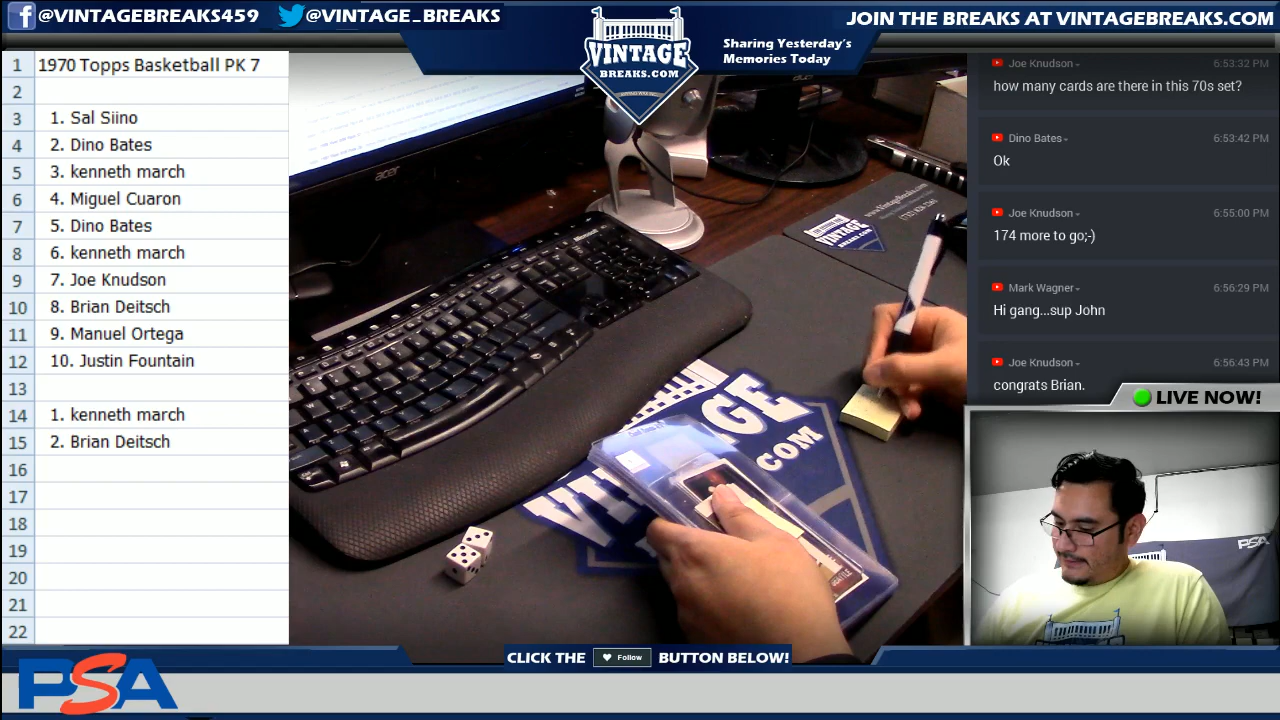 @VINTAGEBREAKS459
@VINTAGE_BREAKS
VINTAGE
BREAKS.COM
Sharing Yesterday's
Memories Today
JOIN THE BREAKS AT VINTAGEBREAKS.COM
1 1970 Topps Basketball PK 7
2
3 1. Sal Siino
4 2. Dino Bates
5 3. kenneth march
6 4. Miguel Cuaron
7 5. Dino Bates
8 6. kenneth march
9 7. Joe Knudson
10 8. Brian Deitsch
11 9. Manuel Ortega
12 10. Justin Fountain
13
14 1. kenneth march
15 2. Brian Deitsch
16
17
18
19
20
21
22
acer
VINTAGE
BREAKS.COM
www.VintageBreaks.com
COM
Joe Knudson 6:53:32 PM
how many cards are there in this 70s set?
Dino Bates 6:53:42 PM
Ok
Joe Knudson 6:55:00 PM
174 more to go;-)
Mark Wagner 6:56:29 PM
Hi gang...sup John
Joe Knudson 6:56:43 PM
congrats Brian.
LIVE NOW!
PSA
CLICK THE Follow BUTTON BELOW!
PSA